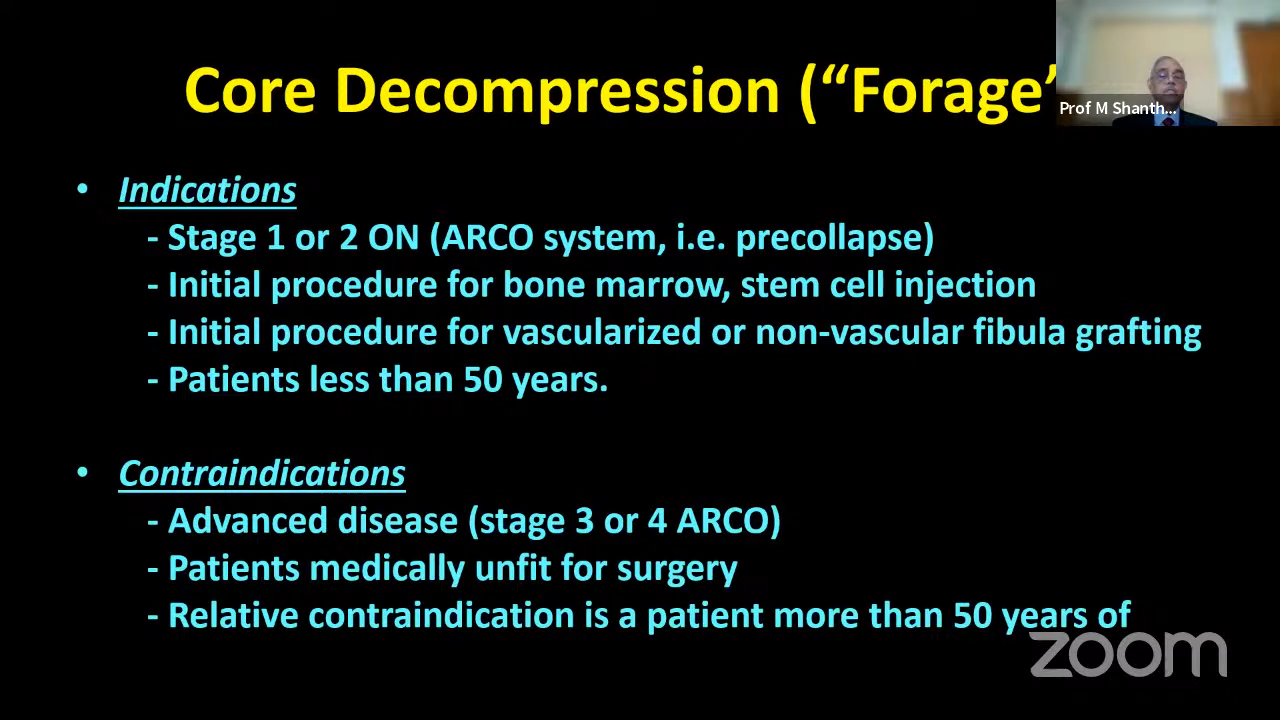 Core Decompression (“Forage’
Prof M Shanth...
• Indications
- Stage 1 or 2 ON (ARCO system, i.e. precollapse)
- Initial procedure for bone marrow, stem cell injection
- Initial procedure for vascularized or non-vascular fibula grafting
- Patients less than 50 years.
• Contraindications
- Advanced disease (stage 3 or 4 ARCO)
- Patients medically unfit for surgery
- Relative contraindication is a patient more than 50 years of
zoom